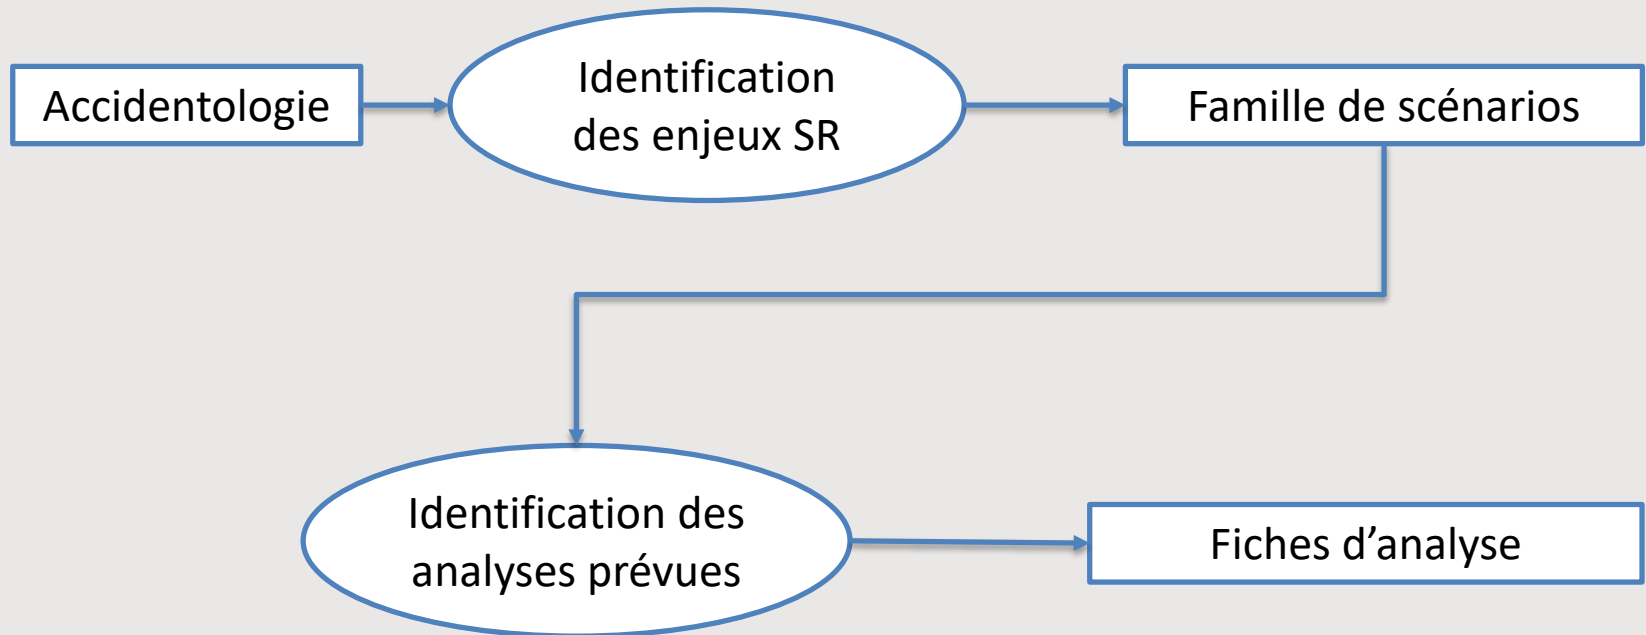 Accidentologie
Identification
des enjeux SR
Famille de scénarios
Identification des
analyses prévues
Fiches d’analyse